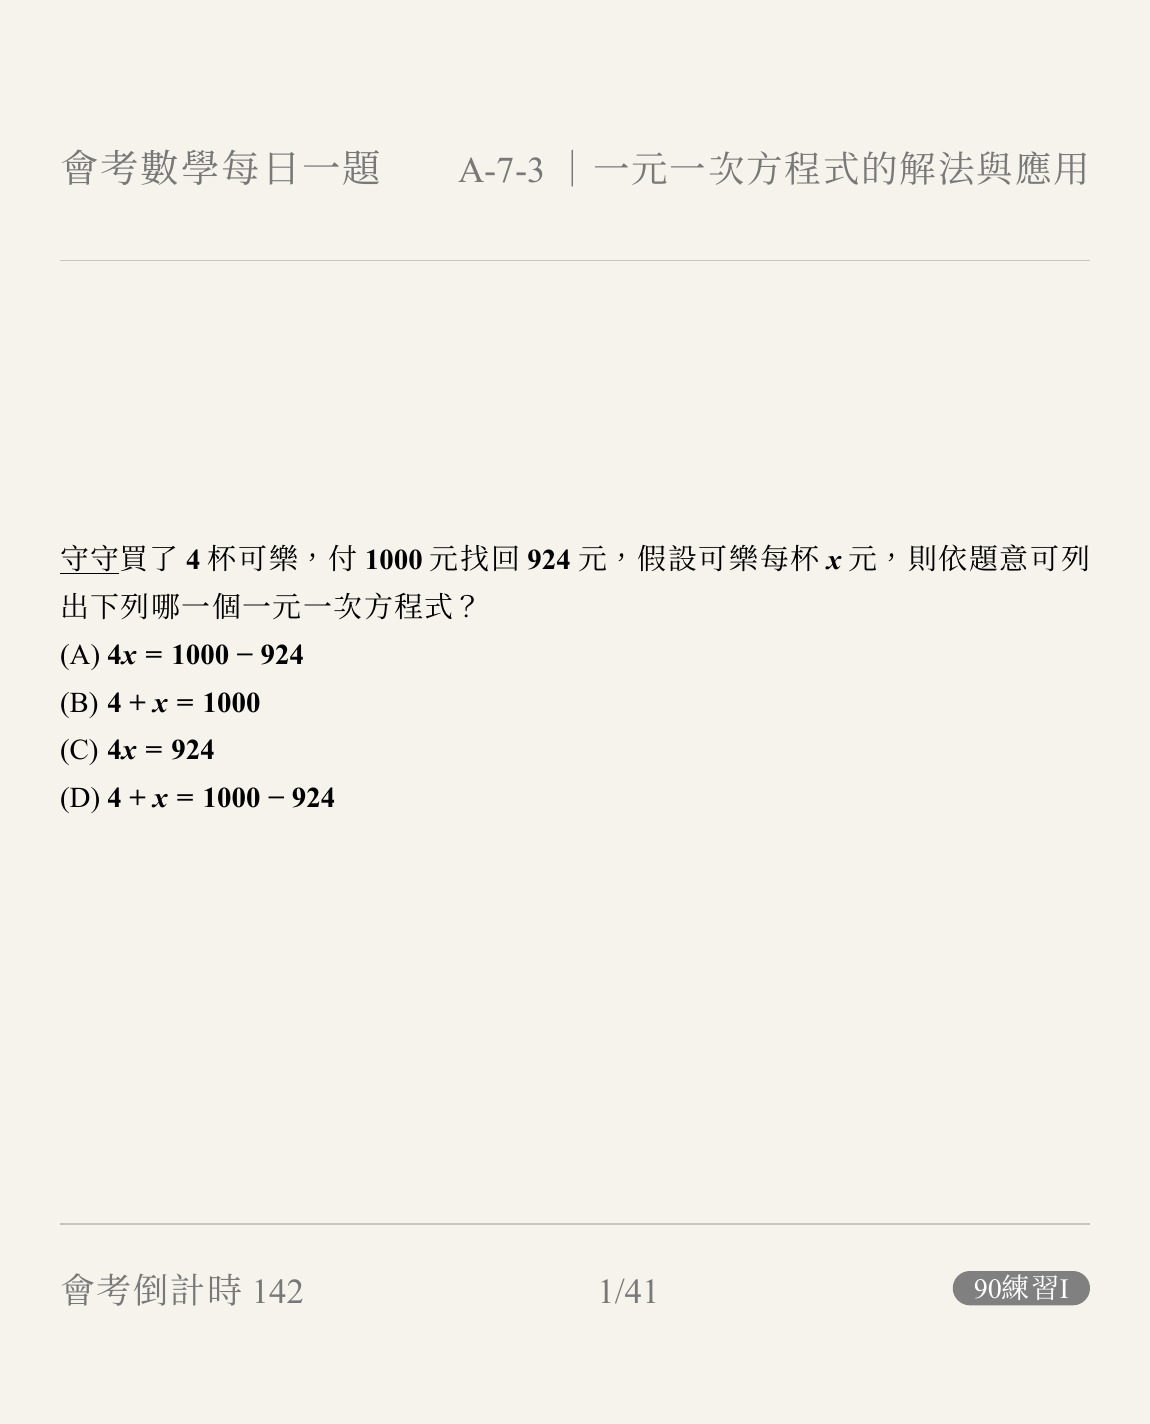 會考數學每日一題 A-7-3 ｜一元一次方程式的解法與應用
守守買了 4 杯可樂，付 1000 元找回 924 元，假設可樂每杯 x 元，則依題意可列
出下列哪一個一元一次方程式？
(A) 4x = 1000 − 924
(B) 4 + x = 1000
(C) 4x = 924
(D) 4 + x = 1000 − 924
會考倒計時 142 1/41 90練習I